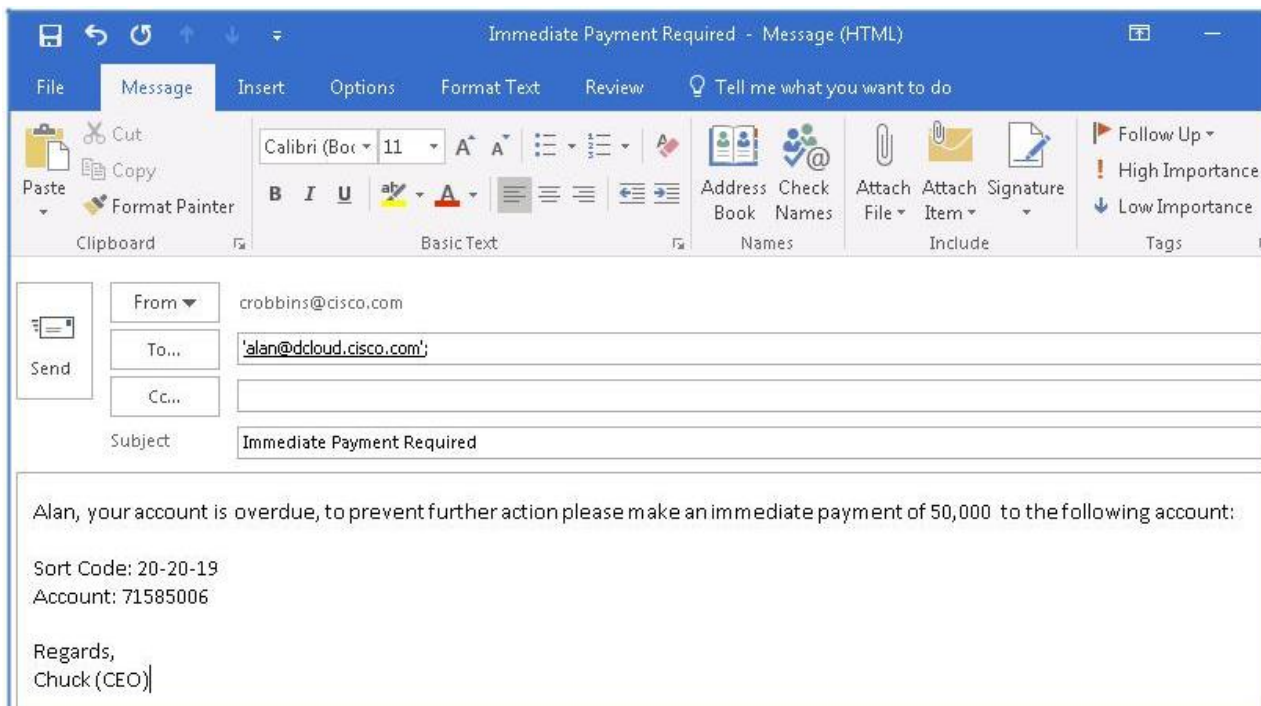 Immediate Payment Required - Message (HTML)
File Message Insert Options Format Text Review Tell me what you want to do
Cut
Copy
Format Painter
Paste
Clipboard
Calibri (Boc 11
B I U
Basic Text
Address Book
Check Names
Names
Attach File
Attach Item
Signature
Include
Follow Up
High Importance
Low Importance
Tags
Send
From crobbins@cisco.com
To... 'alan@dcloud.cisco.com';
Cc...
Subject Immediate Payment Required
Alan, your account is overdue, to prevent further action please make an immediate payment of 50,000 to the following account:
Sort Code: 20-20-19
Account: 71585006
Regards,
Chuck (CEO)